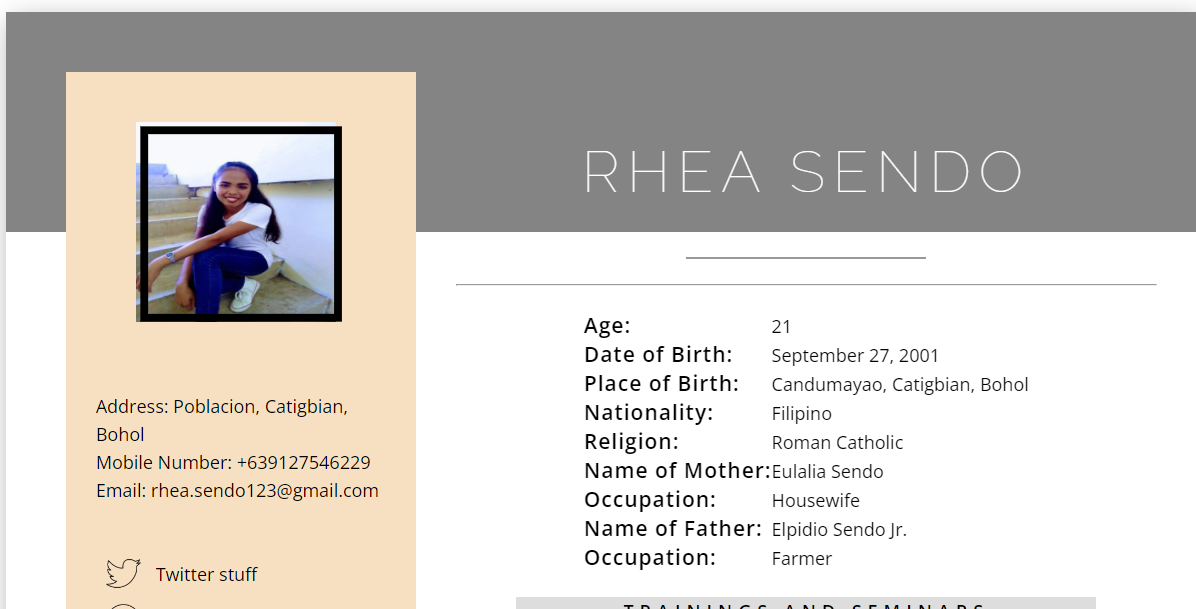 RHEA SENDO
Address: Poblacion, Catigbian,
Bohol
Mobile Number: +639127546229
Email: rhea.sendo123@gmail.com
Twitter stuff
Age: 21
Date of Birth: September 27, 2001
Place of Birth: Candumayao, Catigbian, Bohol
Nationality: Filipino
Religion: Roman Catholic
Name of Mother: Eulalia Sendo
Occupation: Housewife
Name of Father: Elpidio Sendo Jr.
Occupation: Farmer
TRAININGS AND SEMINARS